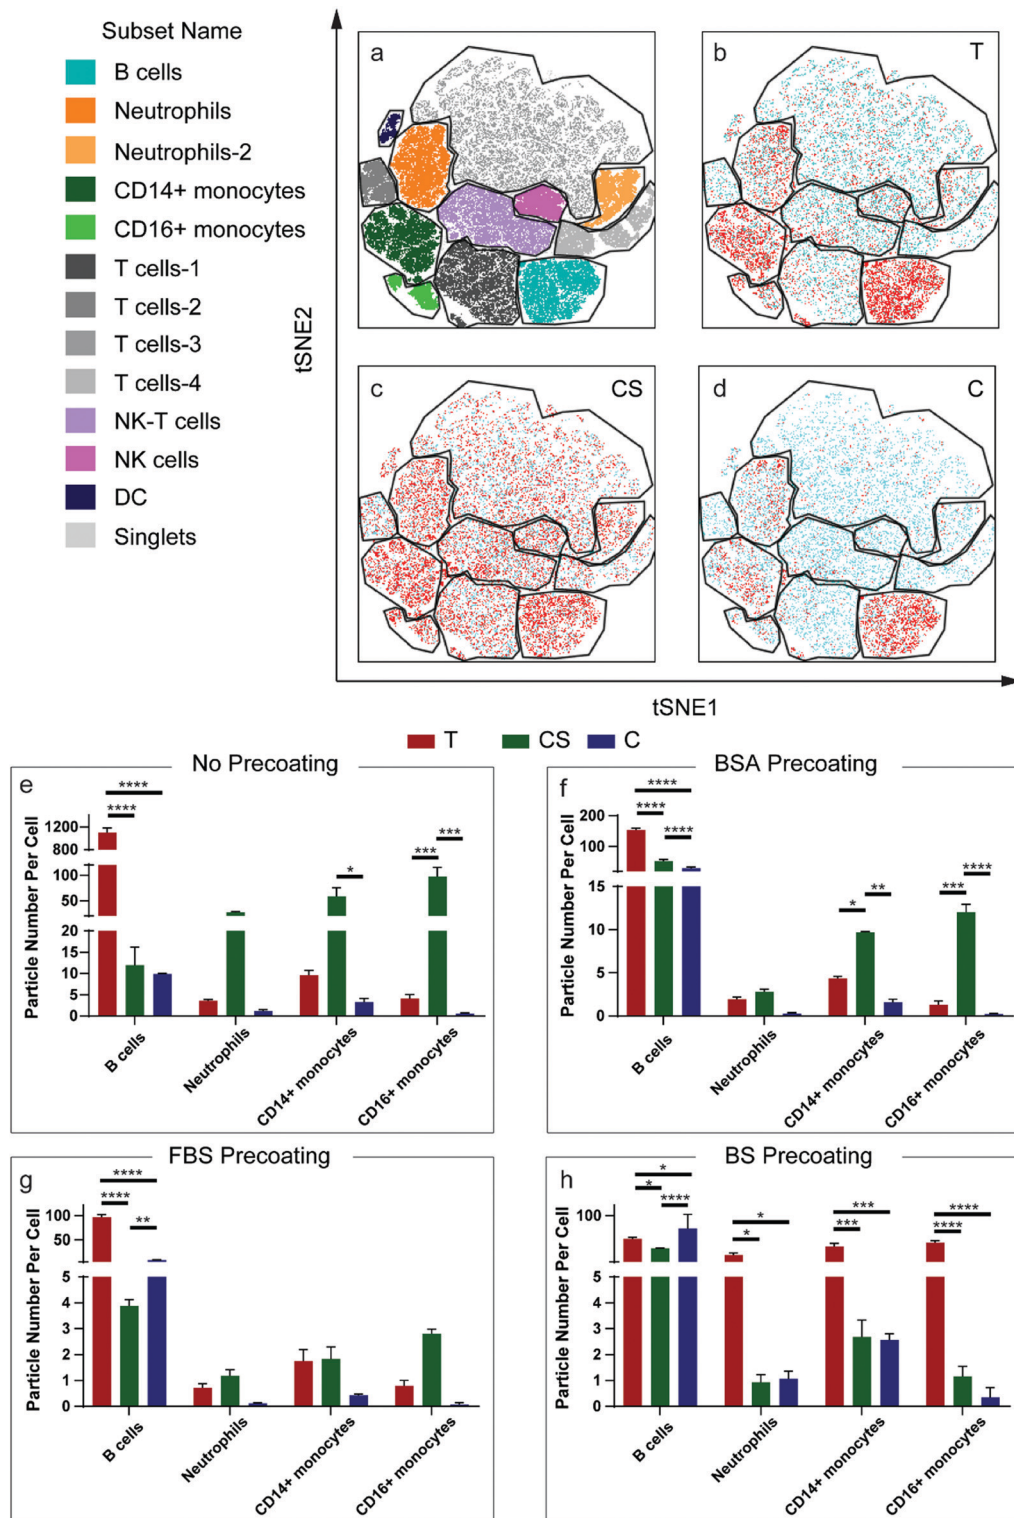 Subset Name
B cells
Neutrophils
Neutrophils-2
CD14+ monocytes
CD16+ monocytes
T cells-1
T cells-2
T cells-3
T cells-4
NK-T cells
NK cells
DC
Singlets
tSNE2
a
b T
c CS
d C
tSNE1
T CS C
No Precoating
e
Particle Number Per Cell
1200
800
100
50
20
15
10
5
0
****
****
*
***
***
B cells
Neutrophils
CD14+ monocytes
CD16+ monocytes
BSA Precoating
f
Particle Number Per Cell
200
100
15
10
5
0
****
****
****
*
**
***
****
B cells
Neutrophils
CD14+ monocytes
CD16+ monocytes
FBS Precoating
g
Particle Number Per Cell
100
50
5
4
3
2
1
0
****
****
**
B cells
Neutrophils
CD14+ monocytes
CD16+ monocytes
BS Precoating
h
Particle Number Per Cell
100
5
4
3
2
1
0
*
*
****
*
*
***
***
****
****
B cells
Neutrophils
CD14+ monocytes
CD16+ monocytes